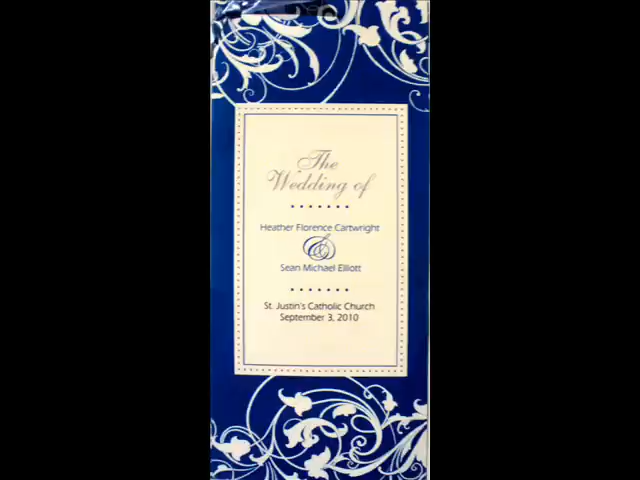 The
Wedding of
Heather Florence Cartwright
&
Sean Michael Elliott
St. Justin's Catholic Church
September 3, 2010